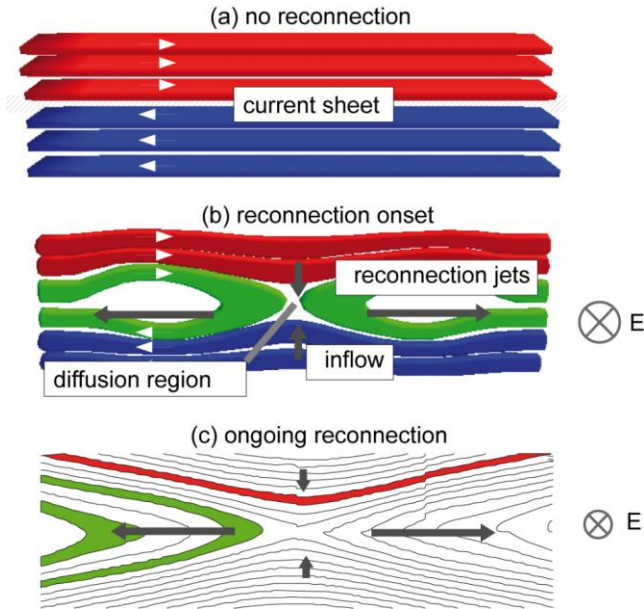 (a) no reconnection
current sheet
(b) reconnection onset
reconnection jets
E
inflow
diffusion region
(c) ongoing reconnection
E